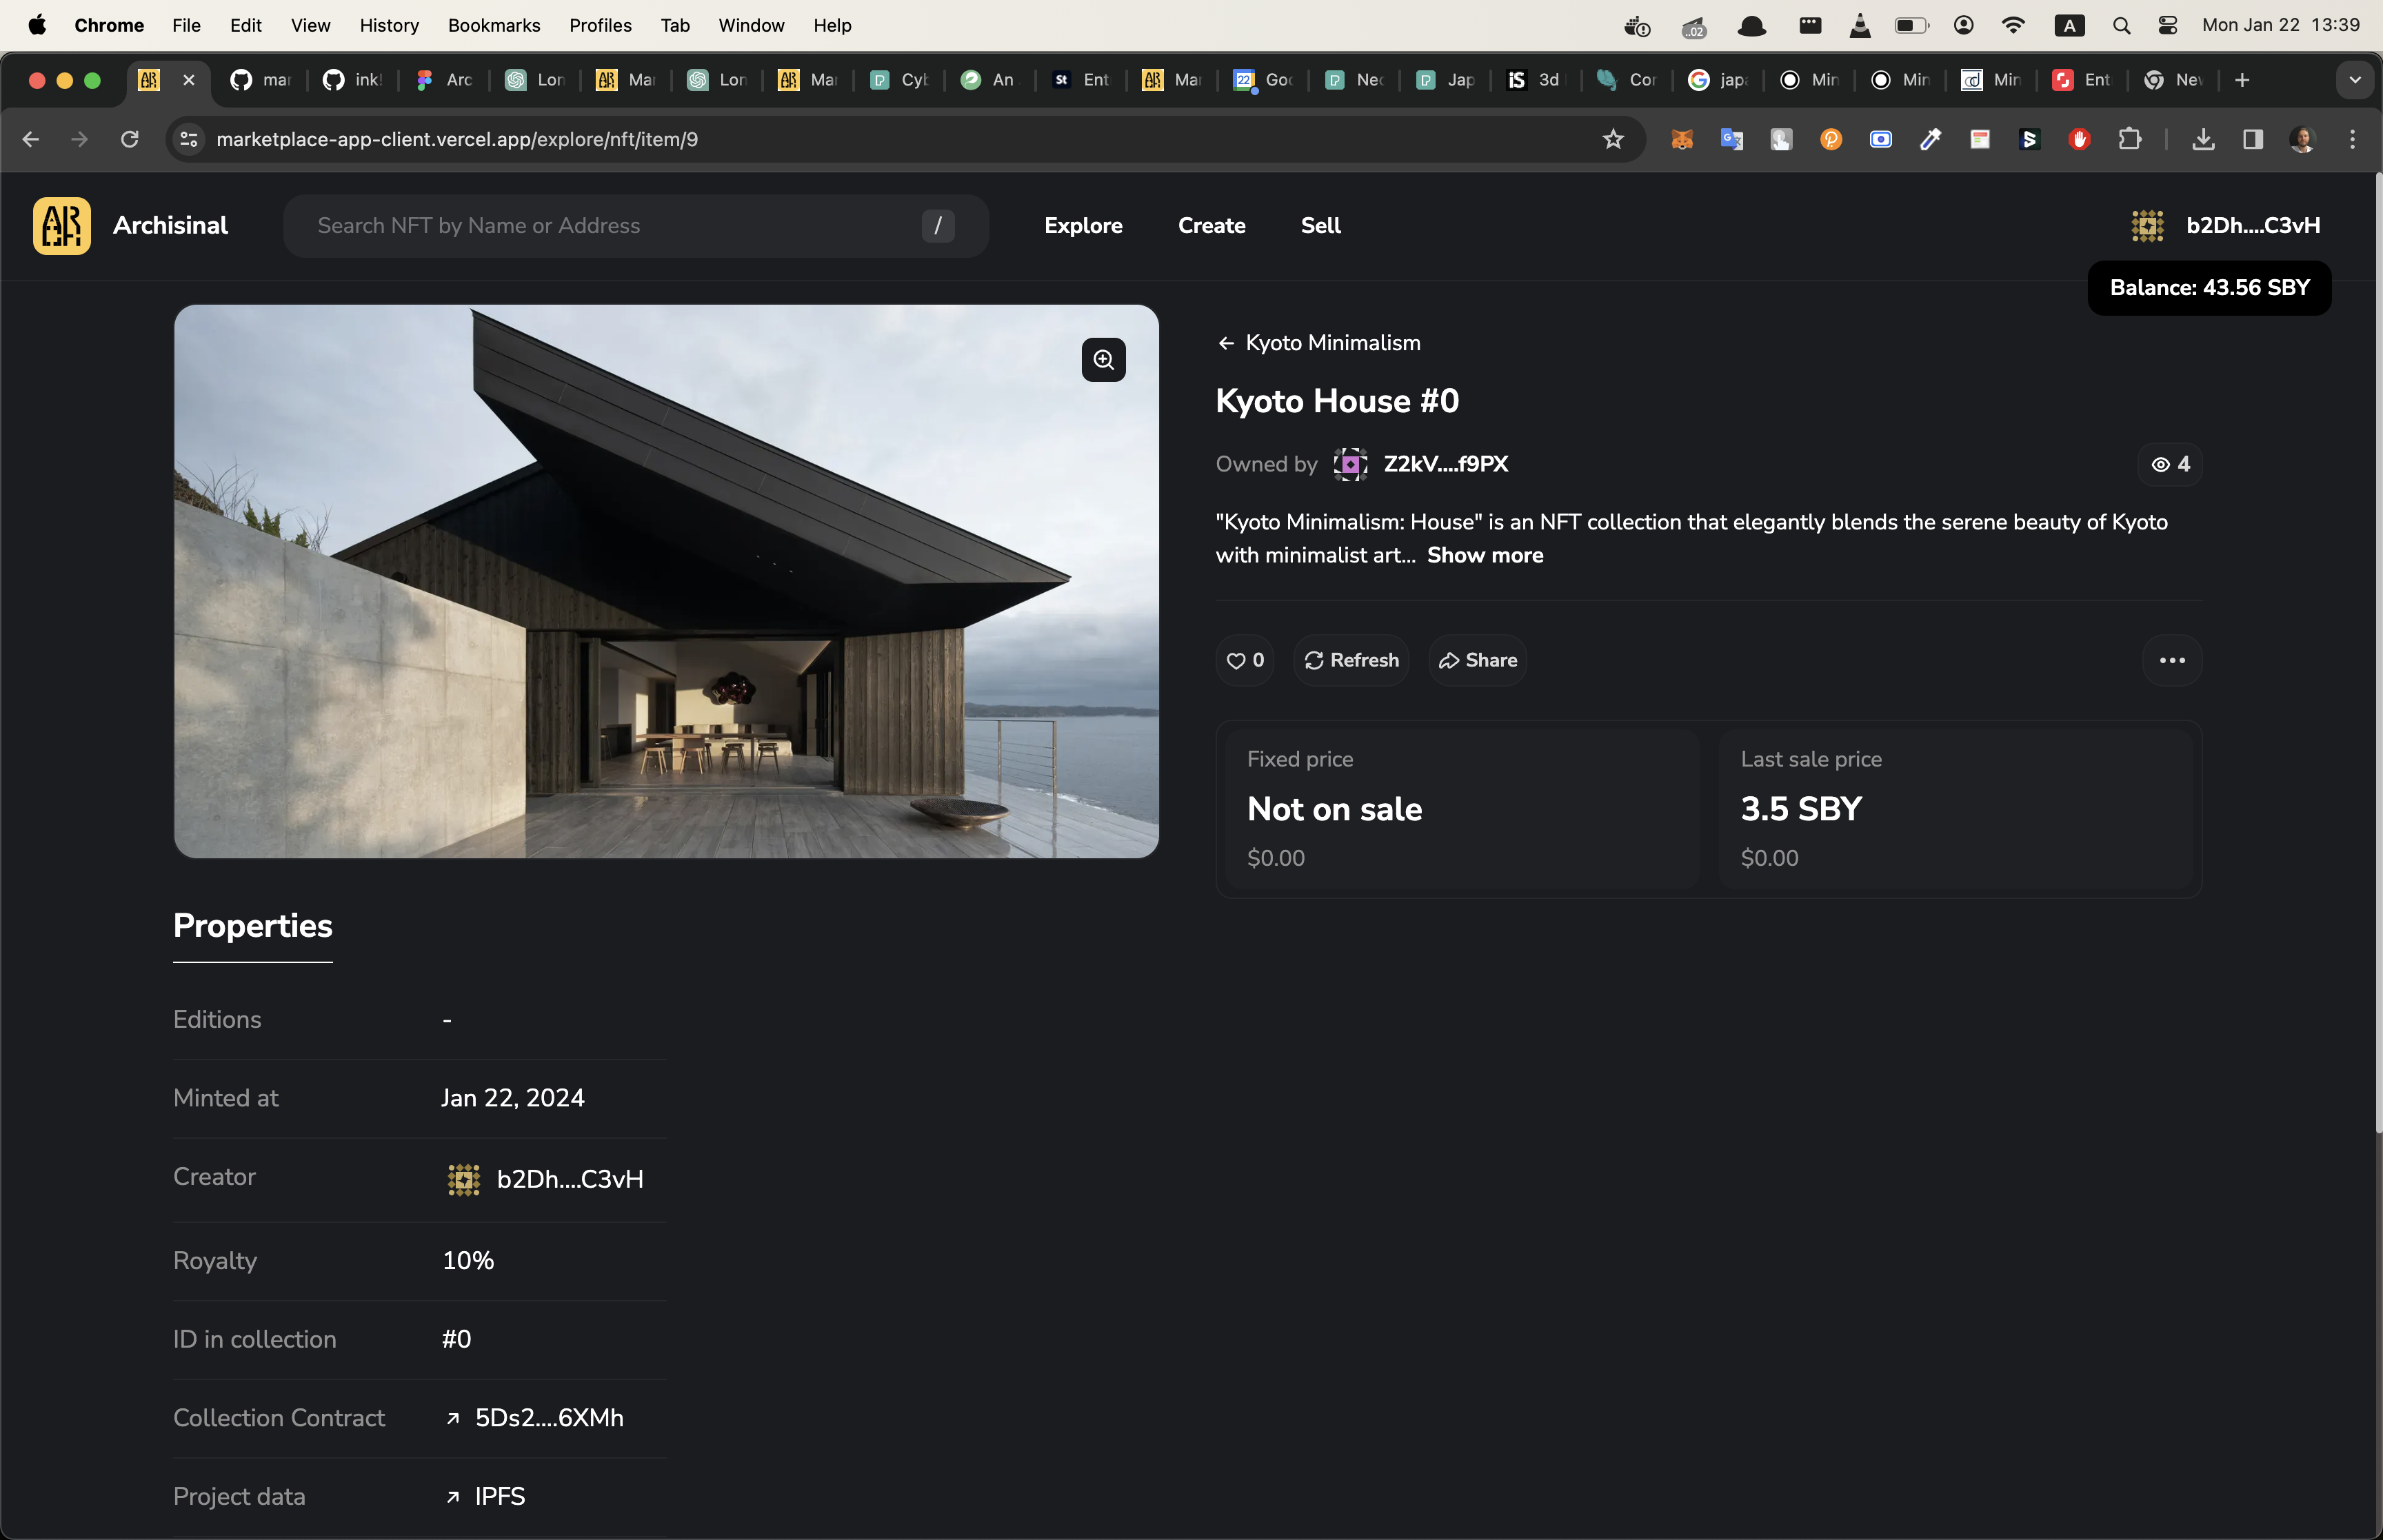 Chrome File Edit View History Bookmarks Profiles Tab Window Help
..02 A Mon Jan 22 13:39
mar ink! Arc Lon Mar Lon Mar Cyb An Ent Mar Goo Neo Jap 3d Cor japa Min Min Min Ent Nev
marketplace-app-client.vercel.app/explore/nft/item/9
Archisinal
Search NFT by Name or Address /
Explore Create Sell
b2Dh....C3vH
Balance: 43.56 SBY
Kyoto Minimalism
Kyoto House #0
Owned by Z2kV....f9PX
4
"Kyoto Minimalism: House" is an NFT collection that elegantly blends the serene beauty of Kyoto
with minimalist art... Show more
0 Refresh Share
Fixed price
Not on sale
$0.00
Last sale price
3.5 SBY
$0.00
Properties
Editions -
Minted at Jan 22, 2024
Creator b2Dh....C3vH
Royalty 10%
ID in collection #0
Collection Contract 5Ds2....6XMh
Project data IPFS